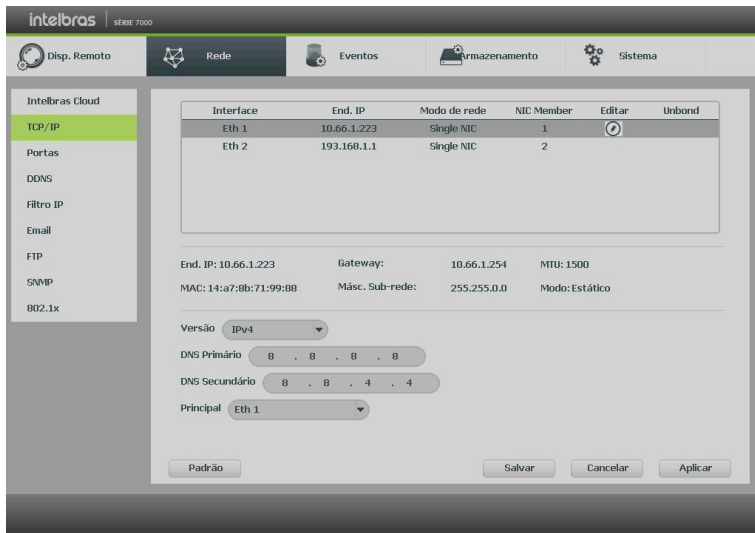 intelbras | SÉRIE 7000
Disp. Remoto Rede Eventos Armazenamento Sistema
Intelbras Cloud
TCP/IP
Portas
DDNS
Filtro IP
Email
FTP
SNMP
802.1x
Interface End. IP Modo de rede NIC Member Editar Unbond
Eth 1 10.66.1.223 Single NIC 1
Eth 2 193.168.1.1 Single NIC 2
End. IP: 10.66.1.223 Gateway: 10.66.1.254 MTU: 1500
MAC: 14:a7:8b:71:99:88 Másc. Sub-rede: 255.255.0.0 Modo: Estático
Versão IPv4
DNS Primário 8 . 8 . 8 . 8
DNS Secundário 8 . 8 . 4 . 4
Principal Eth 1
Padrão Salvar Cancelar Aplicar